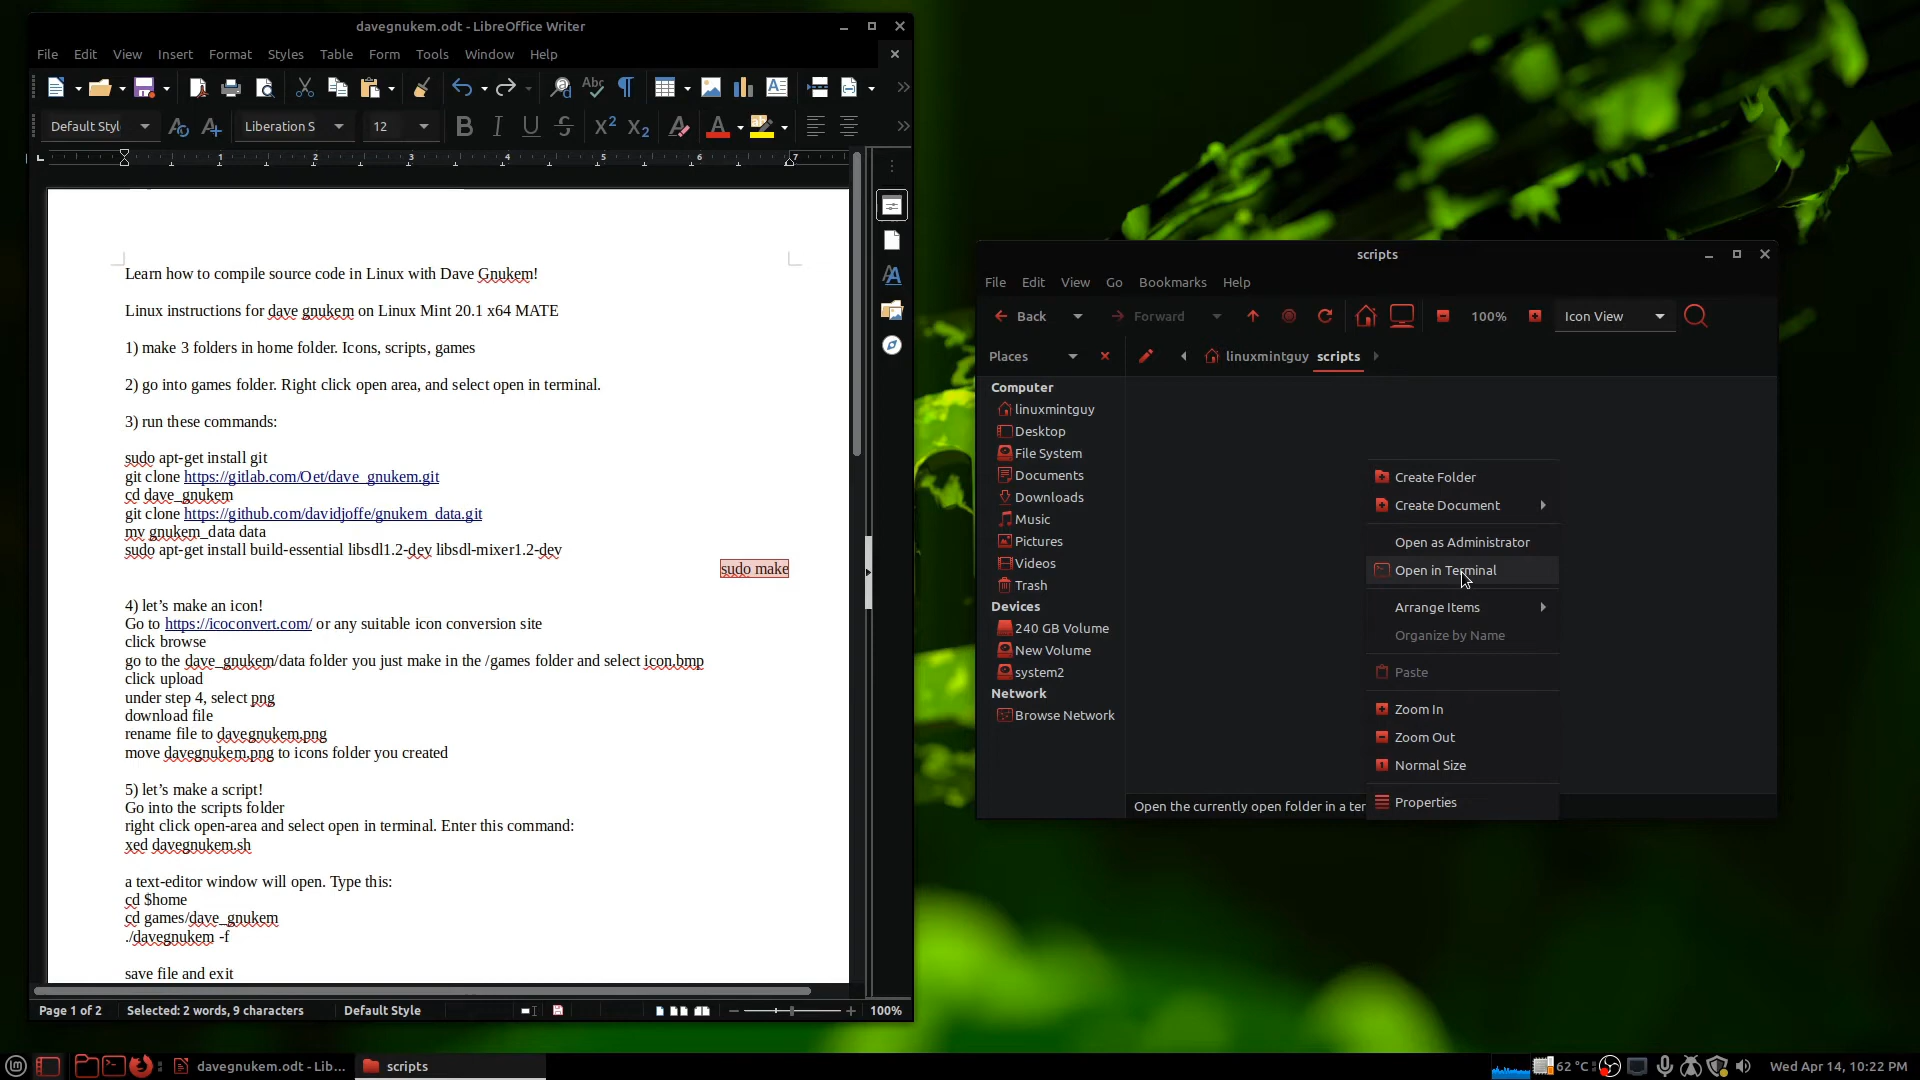 davegnukem.odt - LibreOffice Writer
File Edit View Insert Format Styles Table Form Tools Window Help
Default Styl
Liberation S
12
1 2 3 4 5 6 7
Learn how to compile source code in Linux with Dave Gnukem!
Linux instructions for dave gnukem on Linux Mint 20.1 x64 MATE
1) make 3 folders in home folder. Icons, scripts, games
2) go into games folder. Right click open area, and select open in terminal.
3) run these commands:
sudo apt-get install git
git clone https://gitlab.com/Oet/dave_gnukem.git
cd dave_gnukem
git clone https://github.com/davidjoffe/gnukem_data.git
mv gnukem_data data
sudo apt-get install build-essential libsdl1.2-dev libsdl-mixer1.2-dev
sudo make
4) let’s make an icon!
Go to https://icoconvert.com/ or any suitable icon conversion site
click browse
go to the dave_gnukem/data folder you just make in the /games folder and select icon.bmp
click upload
under step 4, select png
download file
rename file to davegnukem.png
move davegnukem.png to icons folder you created
5) let’s make a script!
Go into the scripts folder
right click open-area and select open in terminal. Enter this command:
xed davegnukem.sh
a text-editor window will open. Type this:
cd $home
cd games/dave_gnukem
./davegnukem -f
save file and exit
Page 1 of 2
Selected: 2 words, 9 characters
Default Style
100%
scripts
File Edit View Go Bookmarks Help
Back
Forward
100%
Icon View
Places
linuxmintguy
scripts
Computer
linuxmintguy
Desktop
File System
Documents
Downloads
Music
Pictures
Videos
Trash
Devices
240 GB Volume
New Volume
system2
Network
Browse Network
Create Folder
Create Document
Open as Administrator
Open in Terminal
Arrange Items
Organize by Name
Paste
Zoom In
Zoom Out
Normal Size
Properties
Open the currently open folder in a ter
davegnukem.odt - Lib...
scripts
62 °C
Wed Apr 14, 10:22 PM